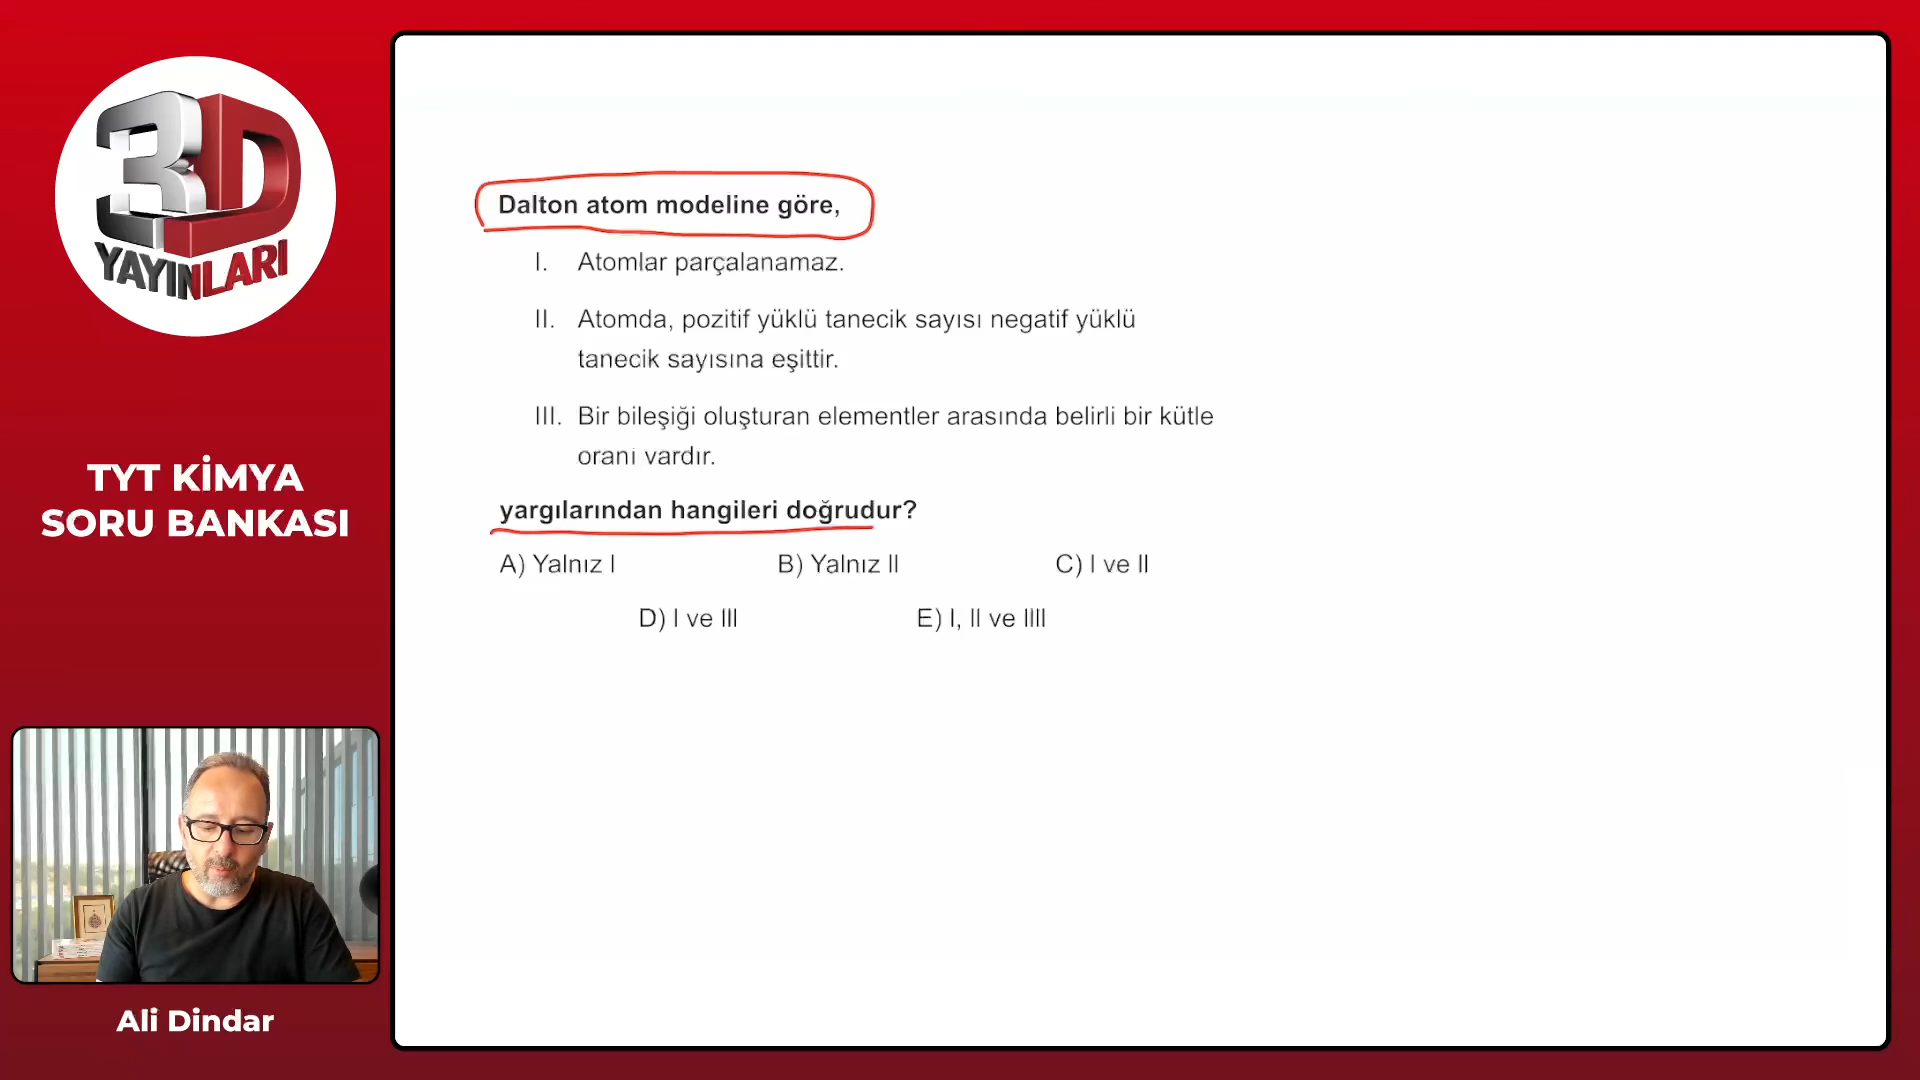 3D
YAYINLARI
TYT KİMYA
SORU BANKASI
Ali Dindar
Dalton atom modeline göre,
I. Atomlar parçalanamaz.
II. Atomda, pozitif yüklü tanecik sayısı negatif yüklü
tanecik sayısına eşittir.
III. Bir bileşiği oluşturan elementler arasında belirli bir kütle
oranı vardır.
yargılarından hangileri doğrudur?
A) Yalnız I B) Yalnız II C) I ve II
D) I ve III E) I, II ve IIII